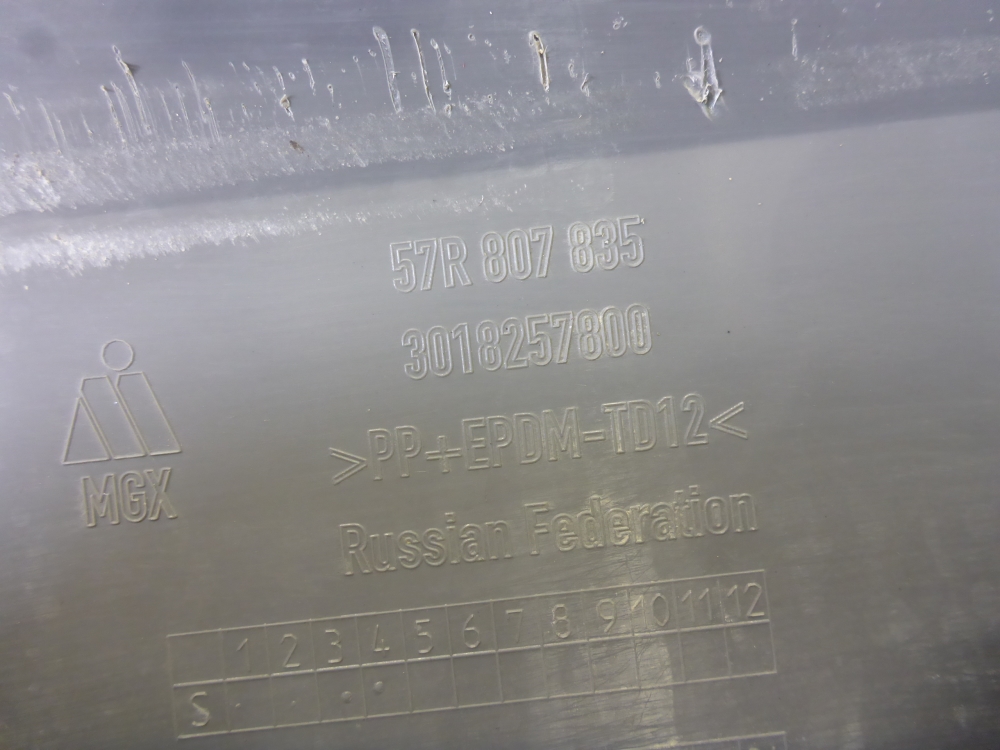 57R 807 835
3018257800
>PP+EPDM-TD12<
MGX
Russian Federation
1 2 3 4 5 6 7 8 9 10 11 12
S